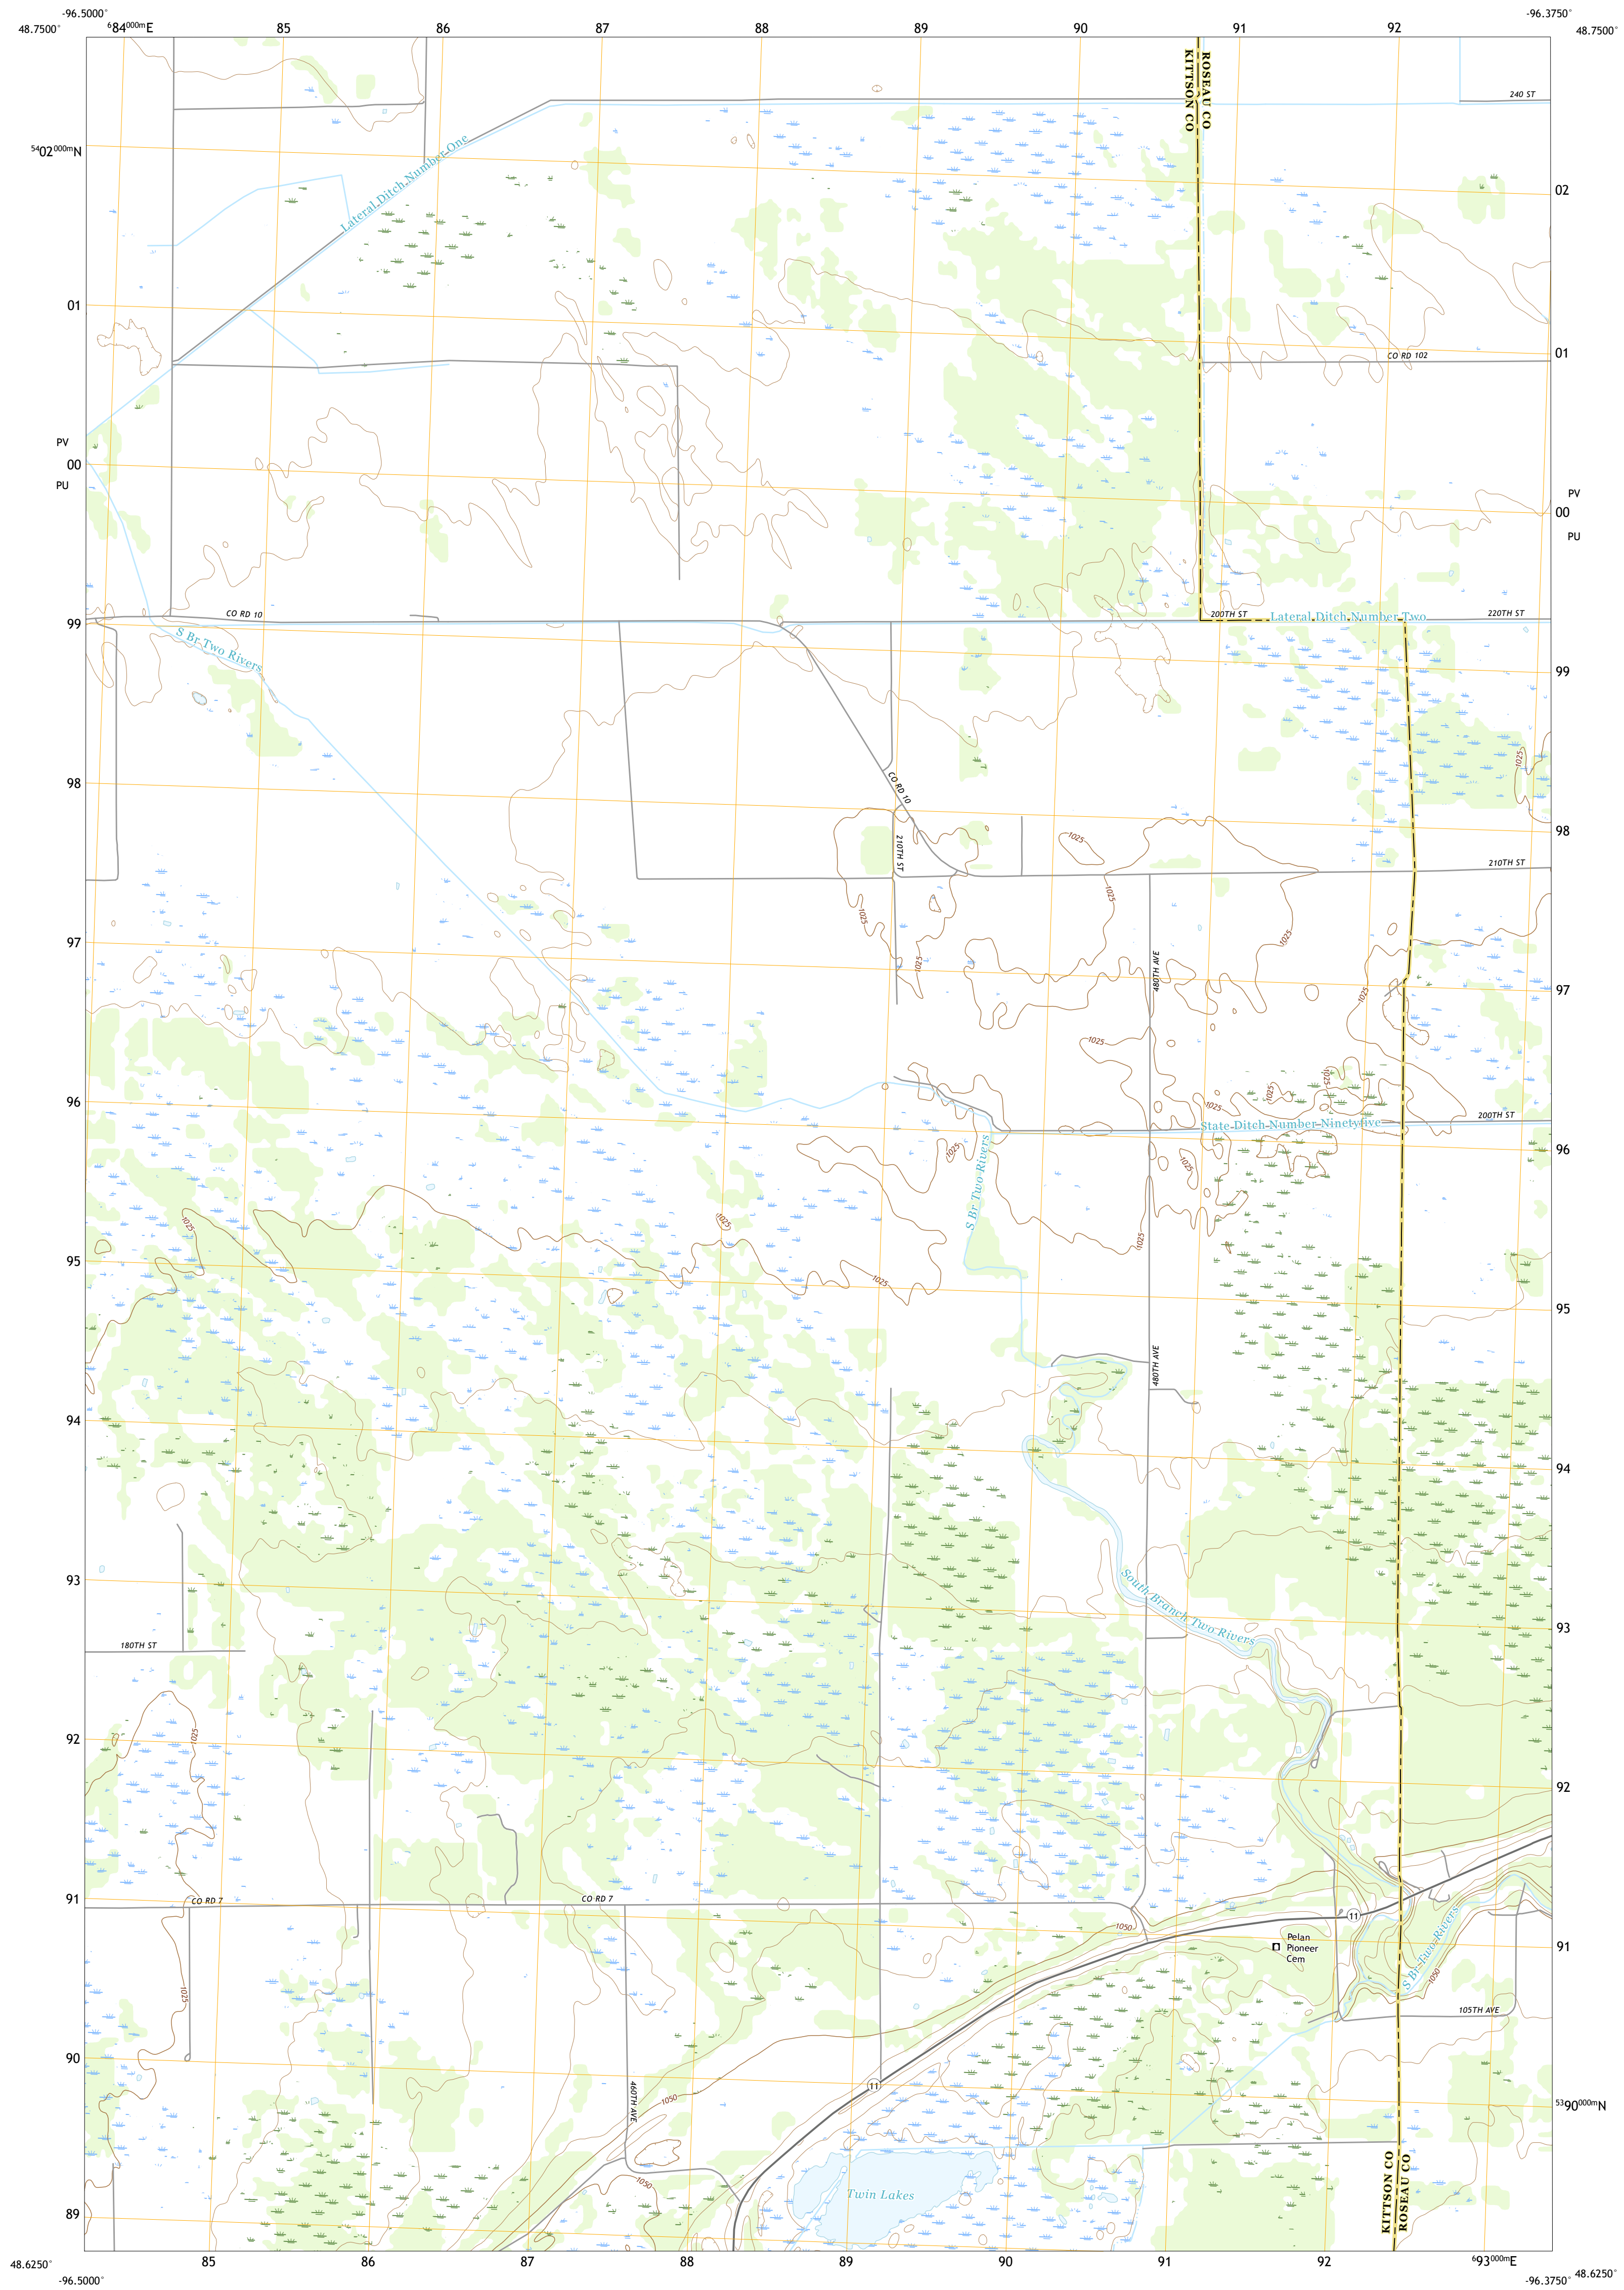 -96.5000°
-96.3750°
48.7500°
⁶84⁰⁰⁰ᵐE
85
86
87
88
89
90
91
92
48.7500°
KITTSON CO
ROSEAU CO
240 ST
Lateral Ditch Number One
⁵⁴02⁰⁰⁰ᵐN
02
01
01
CO RD 102
PV
00
PU
PV
00
PU
CO RD 10
200TH ST
Lateral Ditch Number Two
220TH ST
99
S Br Two Rivers
99
1025
98
CO RD 10
98
1025
210TH ST
210TH ST
1025
1025
1025
1025
97
480TH AVE
97
1025
1025
1025
1025
1025
96
200TH ST
State Ditch Number Ninetyfive
96
1025
S Br Two Rivers
1025
1025
1025
95
1025
95
480TH AVE
94
94
93
South Branch Two Rivers
93
180TH ST
1025
92
92
91
CO RD 7
CO RD 7
11
1050
Pelan
Pioneer
Cem
91
S Br Two Rivers
1050
1025
105TH AVE
90
11
460TH AVE
1050
⁵³90⁰⁰⁰ᵐN
1050
Twin Lakes
89
KITTSON CO
ROSEAU CO
48.6250°
85
86
87
88
89
90
91
92
⁶93⁰⁰⁰ᵐE
48.6250°
-96.5000°
-96.3750°